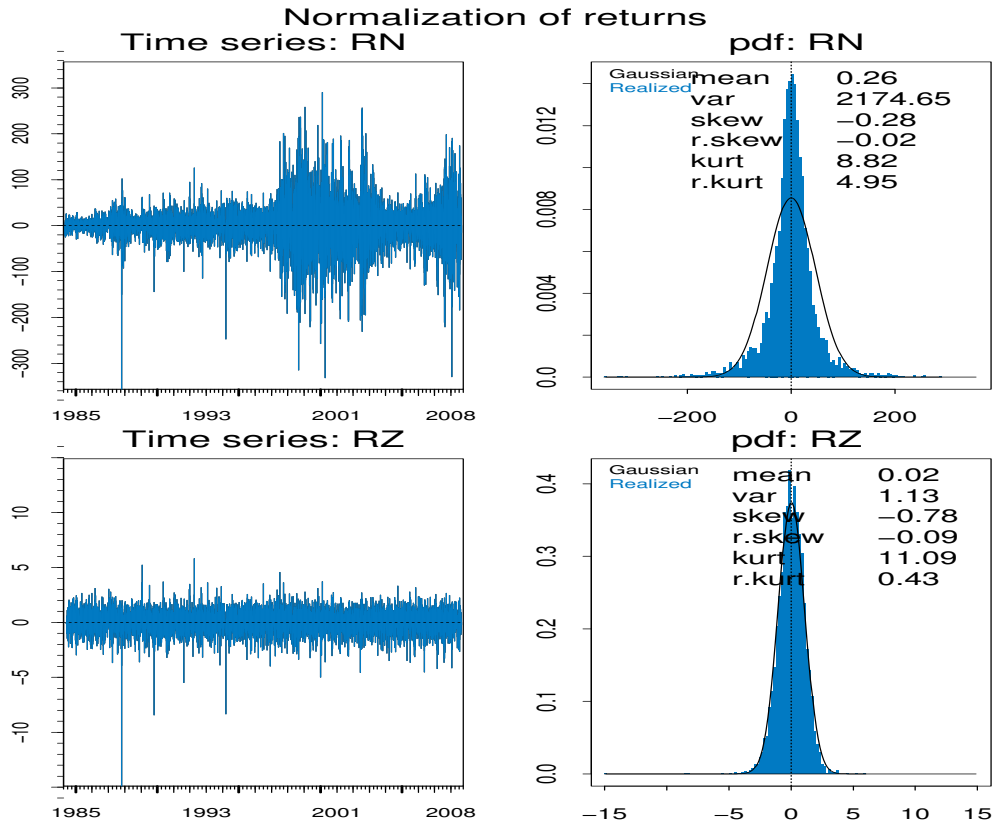 Normalization of returns
Time series: RN
300
200
100
0
−100
−200
−300
1985 1993 2001 2008
pdf: RN
Gaussian
Realized
mean 0.26
var 2174.65
skew −0.28
r.skew −0.02
kurt 8.82
r.kurt 4.95
0.012
0.008
0.004
0.0
−200 0 200
Time series: RZ
10
5
0
−5
−10
1985 1993 2001 2008
pdf: RZ
Gaussian
Realized
mean 0.02
var 1.13
skew −0.78
r.skew −0.09
kurt 11.09
r.kurt 0.43
0.4
0.3
0.2
0.1
0.0
−15 −5 0 5 10 15